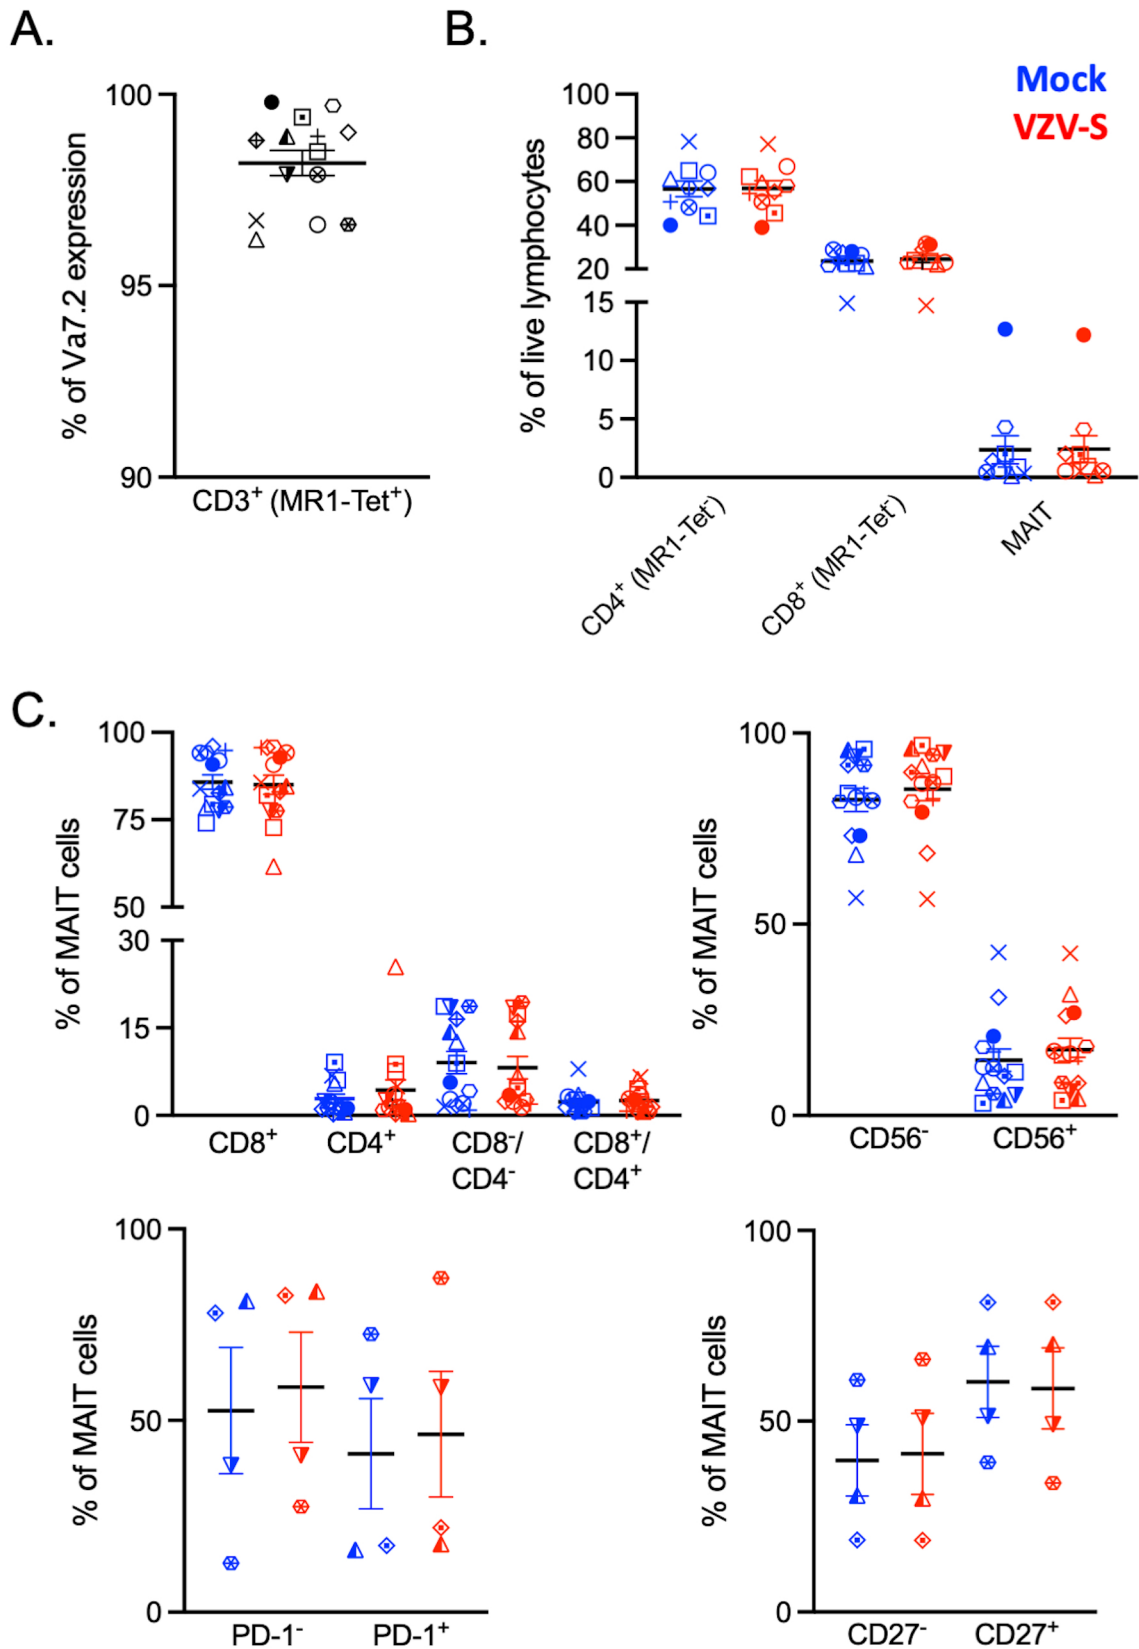 A.
% of Va7.2 expression
100
95
90
CD3⁺ (MR1-Tet⁺)
B.
Mock
VZV-S
% of live lymphocytes
100
80
60
40
20
15
10
5
0
CD4⁺ (MR1-Tet⁻)
CD8⁺ (MR1-Tet⁻)
MAIT
C.
% of MAIT cells
100
75
50
30
15
0
CD8⁺
CD4⁺
CD8⁻/
CD4⁻
CD8⁺/
CD4⁺
% of MAIT cells
100
50
0
CD56⁻
CD56⁺
% of MAIT cells
100
50
0
PD-1⁻
PD-1⁺
% of MAIT cells
100
50
0
CD27⁻
CD27⁺